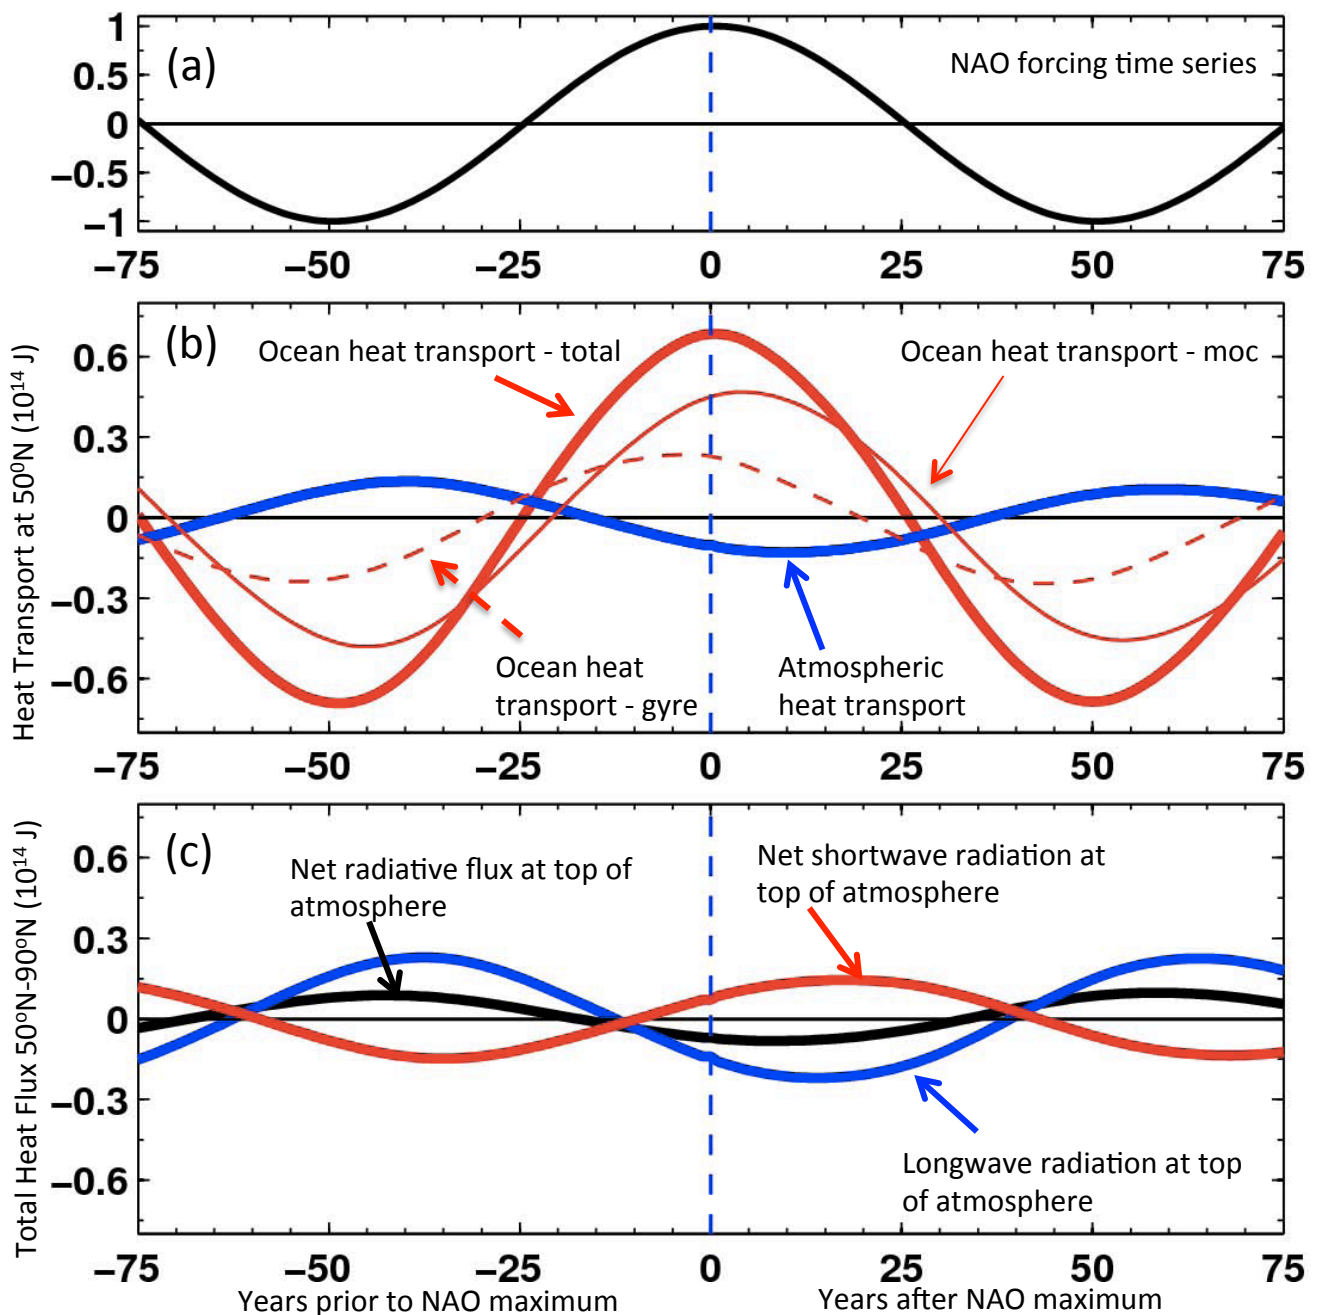 1
0.5
0
−0.5
−1
(a)
NAO forcing time series
−75 −50 −25 0 25 50 75
Heat Transport at 50⁰N (10¹⁴ J)
0.6
0.3
0
−0.3
−0.6
(b)
Ocean heat transport - total
Ocean heat transport - moc
Ocean heat
transport - gyre
Atmospheric
heat transport
−75 −50 −25 0 25 50 75
Total Heat Flux 50⁰N-90⁰N (10¹⁴ J)
0.6
0.3
0
−0.3
−0.6
(c)
Net radiative flux at top of
atmosphere
Net shortwave radiation at
top of atmosphere
Longwave radiation at top
of atmosphere
−75 −50 −25 0 25 50 75
Years prior to NAO maximum
Years after NAO maximum